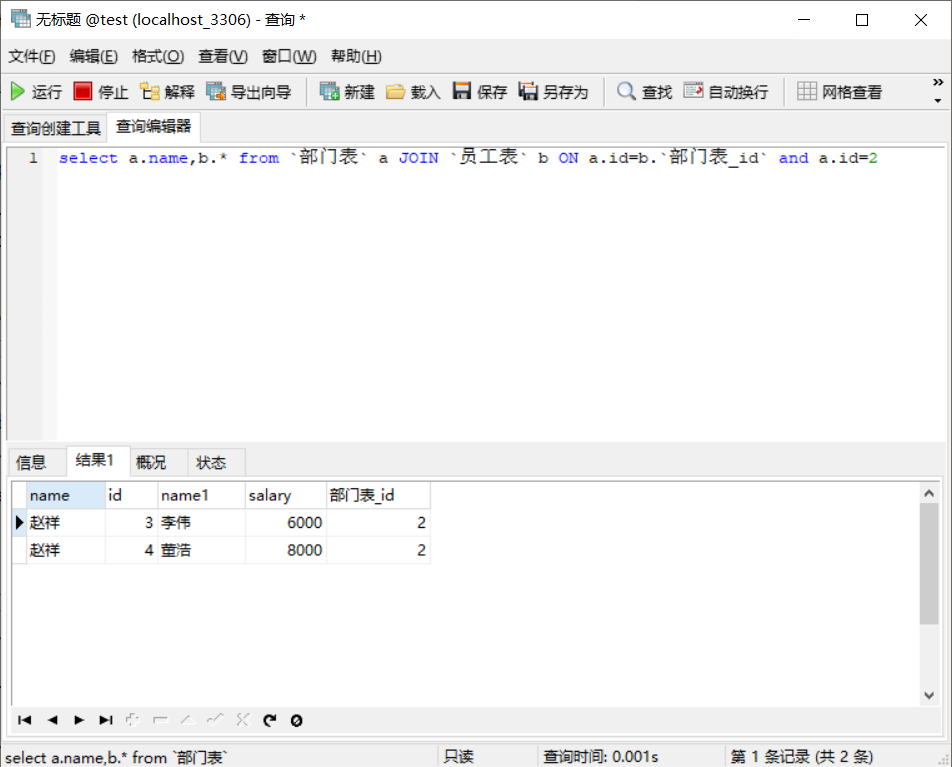 无标题 @test (localhost_3306) - 查询 *
文件(F) 编辑(E) 格式(O) 查看(V) 窗口(W) 帮助(H)
运行 停止 解释 导出向导 新建 载入 保存 另存为 查找 自动换行 网格查看 »
查询创建工具 查询编辑器
1 select a.name,b.* from `部门表` a JOIN `员工表` b ON a.id=b.`部门表_id` and a.id=2
信息 结果1 概况 状态
name id name1 salary 部门表_id
赵祥 3 李伟 6000 2
赵祥 4 董浩 8000 2
select a.name,b.* from `部门表` 只读 查询时间: 0.001s 第 1 条记录 (共 2 条)